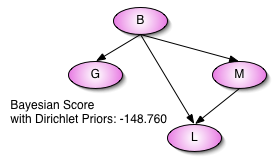 B
G
M
Bayesian Score
with Dirichlet Priors: -148.760
L